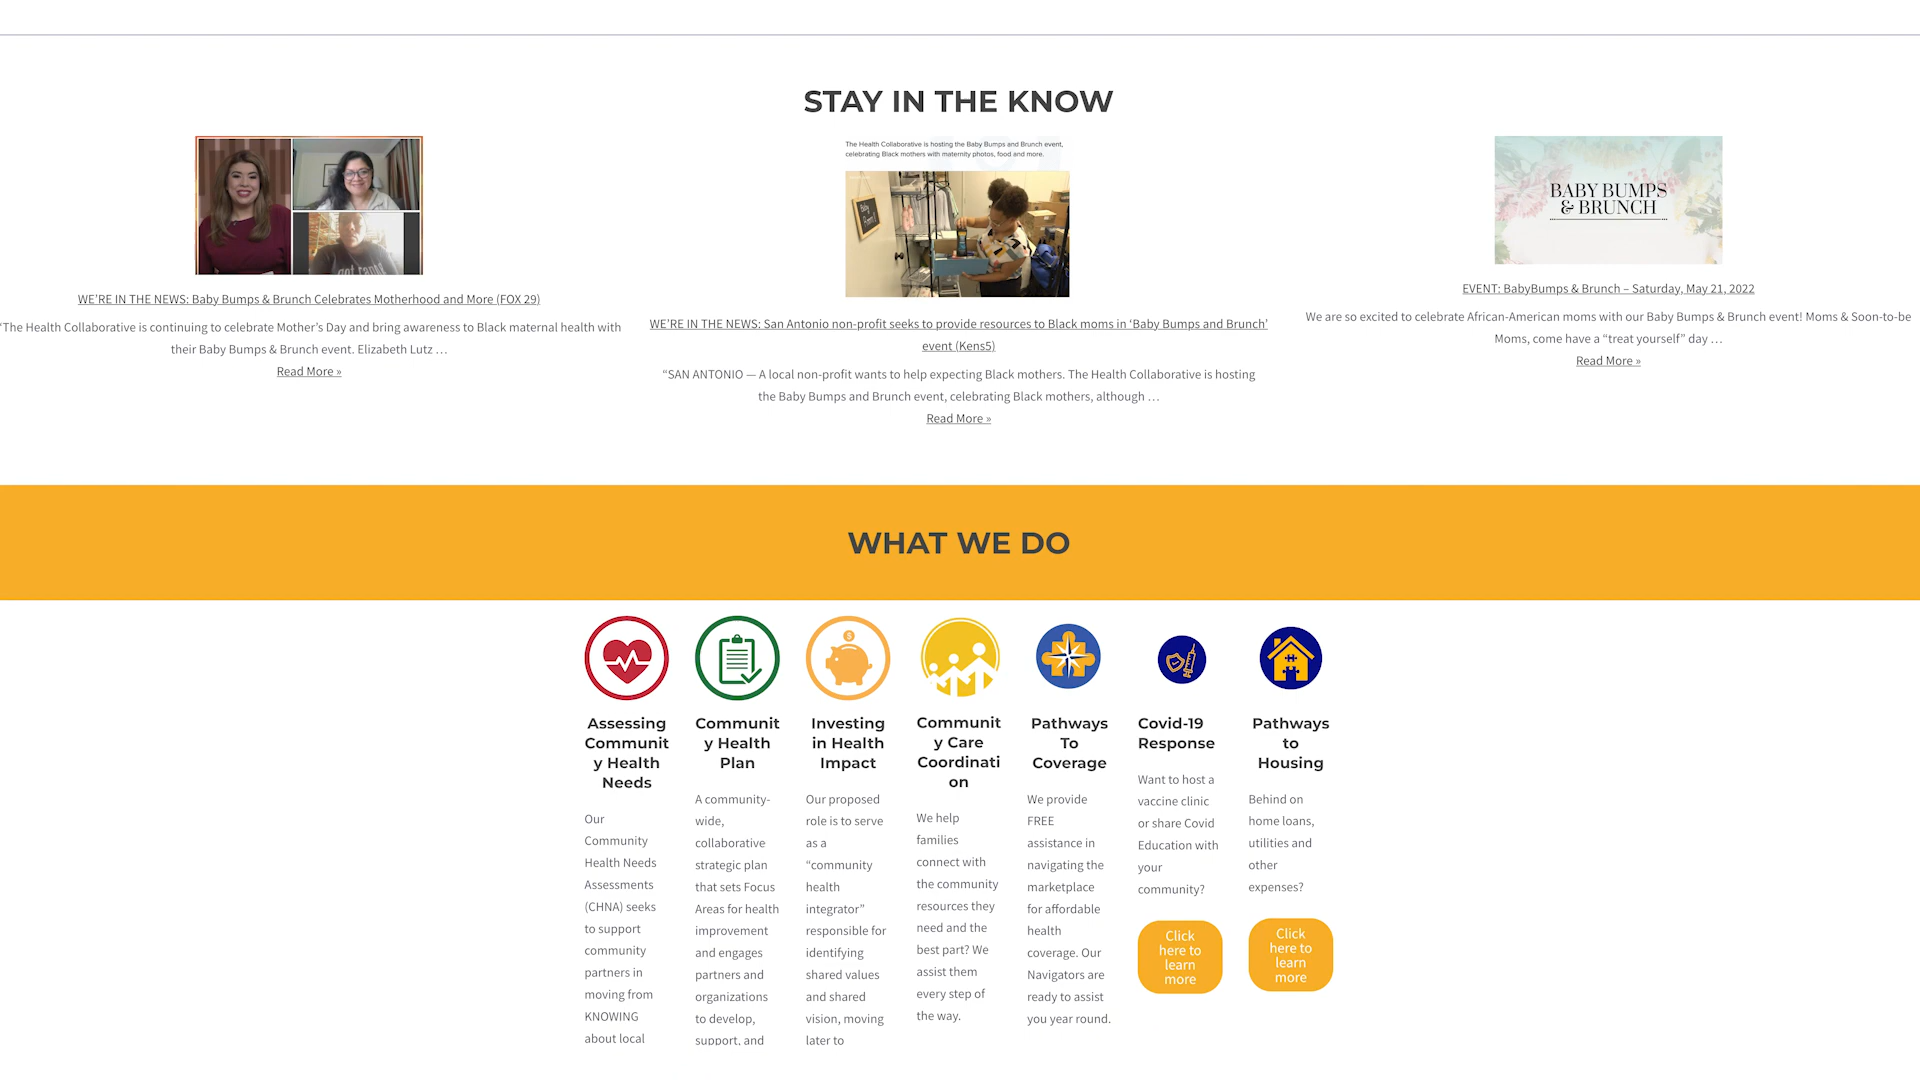 STAY IN THE KNOW
WE'RE IN THE NEWS: Baby Bumps & Brunch Celebrates Motherhood and More (FOX 29)
"The Health Collaborative is continuing to celebrate Mother's Day and bring awareness to Black maternal health with
their Baby Bumps & Brunch event. Elizabeth Lutz …
Read More »
The Health Collaborative is hosting the Baby Bumps and Brunch event,
celebrating Black mothers with maternity photos, food and more.
WE'RE IN THE NEWS: San Antonio non-profit seeks to provide resources to Black moms in 'Baby Bumps and Brunch'
event (Kens5)
“SAN ANTONIO — A local non-profit wants to help expecting Black mothers. The Health Collaborative is hosting
the Baby Bumps and Brunch event, celebrating Black mothers, although …
Read More »
BABY BUMPS
& BRUNCH
EVENT: BabyBumps & Brunch – Saturday, May 21, 2022
We are so excited to celebrate African-American moms with our Baby Bumps & Brunch event! Moms & Soon-to-be
Moms, come have a “treat yourself” day …
Read More »
WHAT WE DO
Assessing
Communit
y Health
Needs
Our
Community
Health Needs
Assessments
(CHNA) seeks
to support
community
partners in
moving from
KNOWING
about local
Communit
y Health
Plan
A community-
wide,
collaborative
strategic plan
that sets Focus
Areas for health
improvement
and engages
partners and
organizations
to develop,
support, and
Investing
in Health
Impact
Our proposed
role is to serve
as a
“community
health
integrator”
responsible for
identifying
shared values
and shared
vision, moving
later to
Communit
y Care
Coordinati
on
We help
families
connect with
the community
resources they
need and the
best part? We
assist them
every step of
the way.
Pathways
To
Coverage
We provide
FREE
assistance in
navigating the
marketplace
for affordable
health
coverage. Our
Navigators are
ready to assist
you year round.
Covid-19
Response
Want to host a
vaccine clinic
or share Covid
Education with
your
community?
Click
here to
learn
more
Pathways
to
Housing
Behind on
home loans,
utilities and
other
expenses?
Click
here to
learn
more